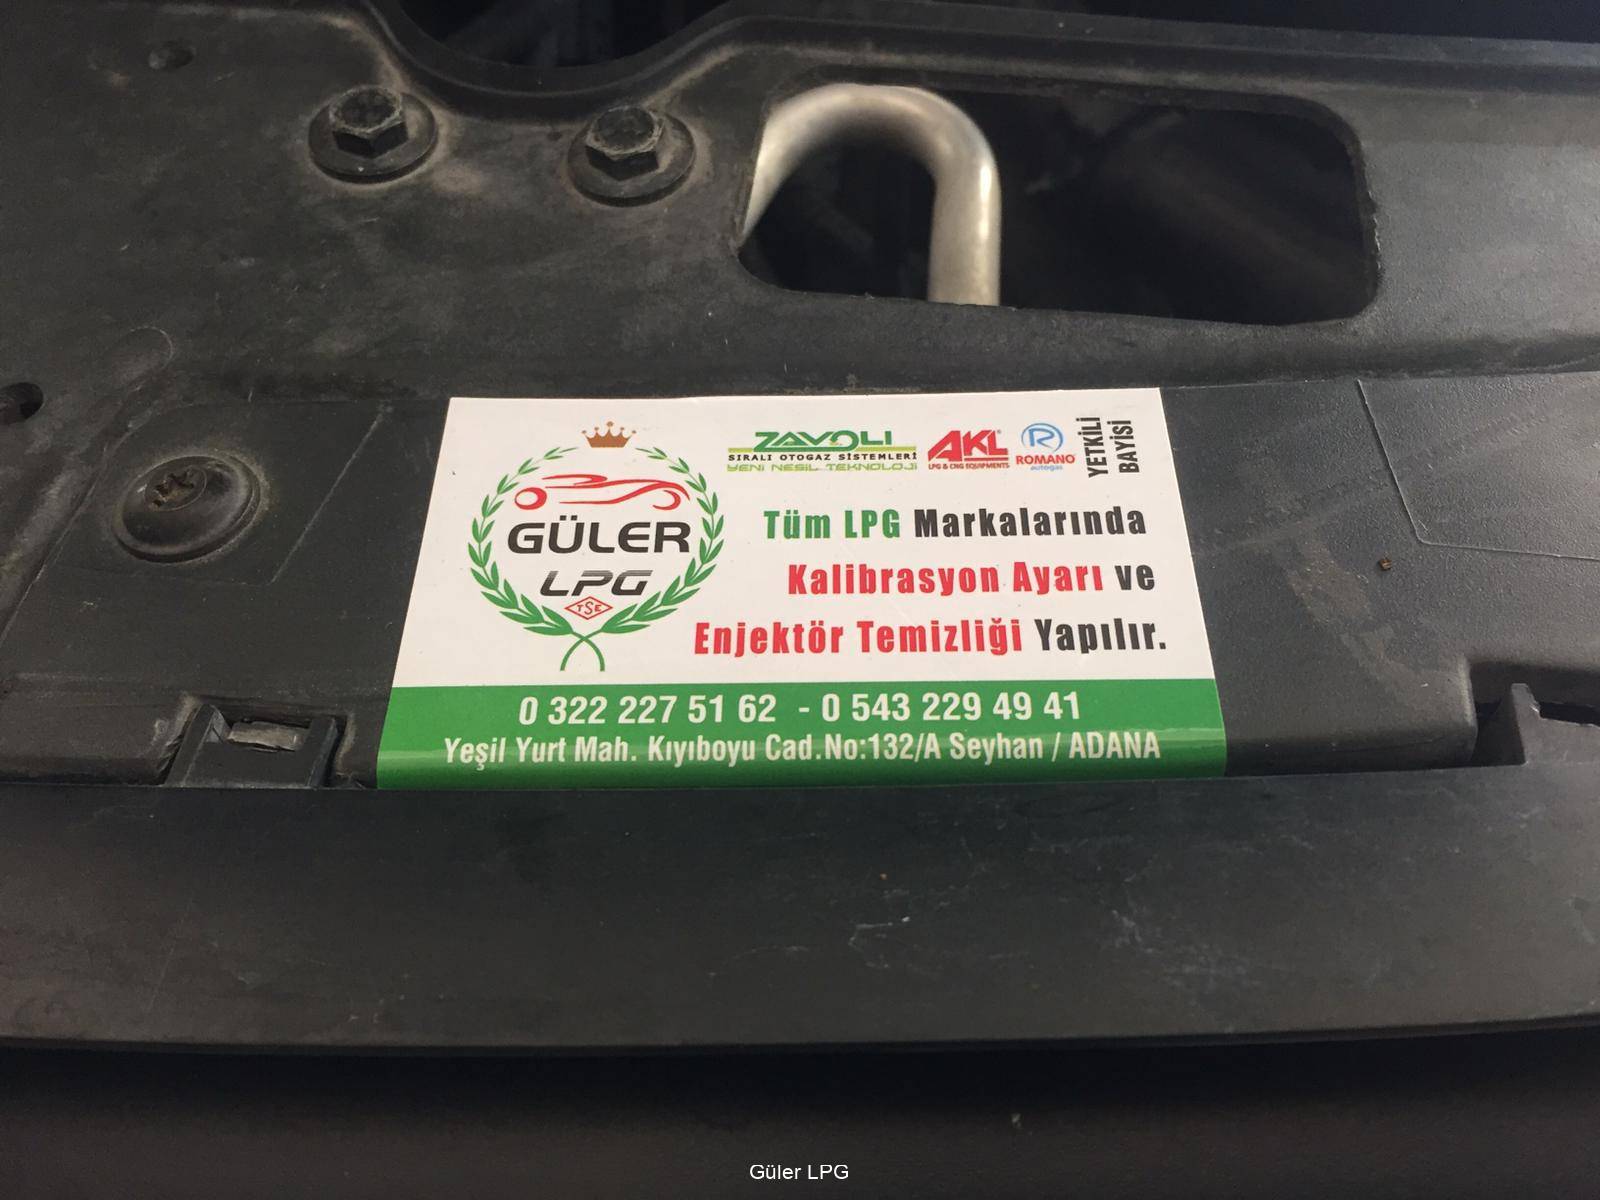 GÜLER
LPG
TSE
ZAVOLI
SIRALI OTOGAZ SİSTEMLERİ
YENİ NESİL TEKNOLOJİ
AKL
LPG & CNG EQUIPMENTS
R
ROMANO
autogas
YETKİLİ
BAYİSİ
Tüm LPG Markalarında
Kalibrasyon Ayarı ve
Enjektör Temizliği Yapılır.
0 322 227 51 62 - 0 543 229 49 41
Yeşil Yurt Mah. Kıyıboyu Cad.No:132/A Seyhan / ADANA
Güler LPG